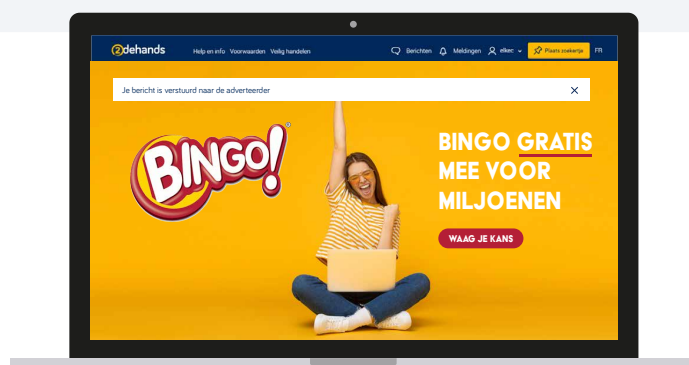 2dehands
Help en info Voorwaarden Veilig handelen
Berichten Meldingen elkec Plaats zoekertje FR
Je bericht is verstuurd naar de adverteerder
BINGO!
BINGO GRATIS
MEE VOOR
MILJOENEN
WAAG JE KANS